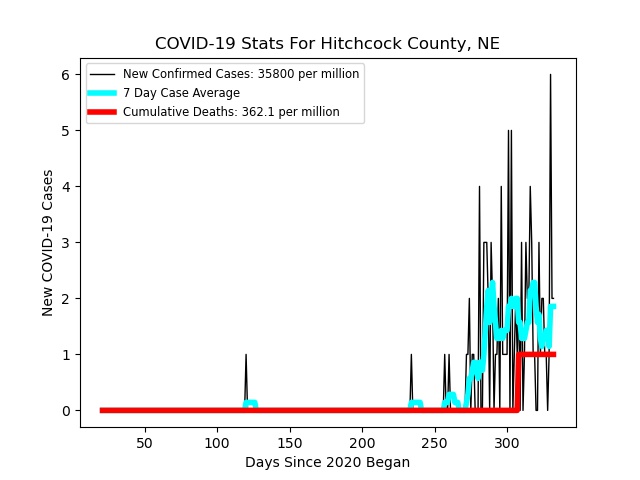 COVID-19 Stats For Hitchcock County, NE
New Confirmed Cases: 35800 per million
7 Day Case Average
Cumulative Deaths: 362.1 per million
New COVID-19 Cases
6
5
4
3
2
1
0
50 100 150 200 250 300
Days Since 2020 Began